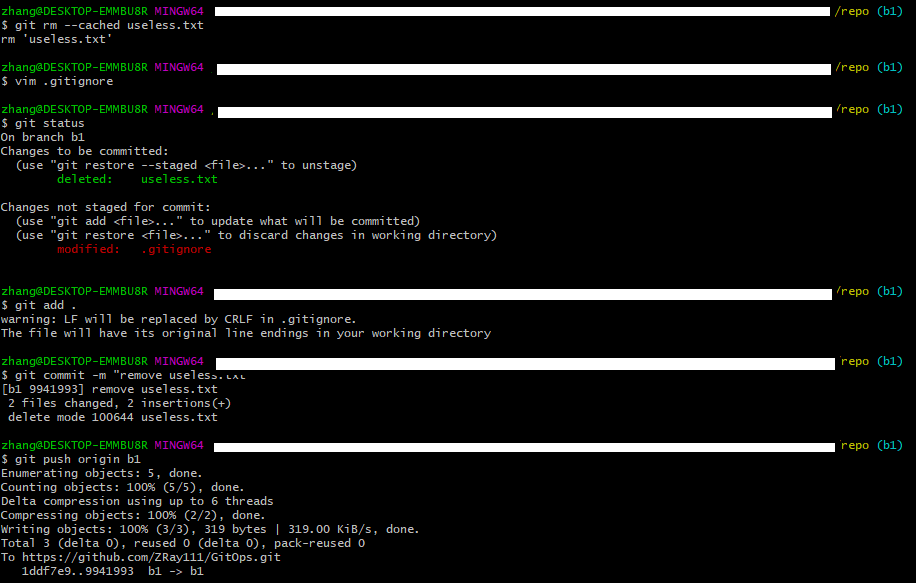 zhang@DESKTOP-EMMBU8R MINGW64 /repo (b1)
$ git rm --cached useless.txt
rm 'useless.txt'
zhang@DESKTOP-EMMBU8R MINGW64 /repo (b1)
$ vim .gitignore
zhang@DESKTOP-EMMBU8R MINGW64 /repo (b1)
$ git status
On branch b1
Changes to be committed:
  (use "git restore --staged <file>..." to unstage)
        deleted:    useless.txt
Changes not staged for commit:
  (use "git add <file>..." to update what will be committed)
  (use "git restore <file>..." to discard changes in working directory)
        modified:   .gitignore
zhang@DESKTOP-EMMBU8R MINGW64 /repo (b1)
$ git add .
warning: LF will be replaced by CRLF in .gitignore.
The file will have its original line endings in your working directory
zhang@DESKTOP-EMMBU8R MINGW64 /repo (b1)
$ git commit -m "remove useless.txt
[b1 9941993] remove useless.txt
 2 files changed, 2 insertions(+)
 delete mode 100644 useless.txt
zhang@DESKTOP-EMMBU8R MINGW64 repo (b1)
$ git push origin b1
Enumerating objects: 5, done.
Counting objects: 100% (5/5), done.
Delta compression using up to 6 threads
Compressing objects: 100% (2/2), done.
Writing objects: 100% (3/3), 319 bytes | 319.00 KiB/s, done.
Total 3 (delta 0), reused 0 (delta 0), pack-reused 0
To https://github.com/ZRay111/GitOps.git
   1ddf7e9..9941993  b1 -> b1